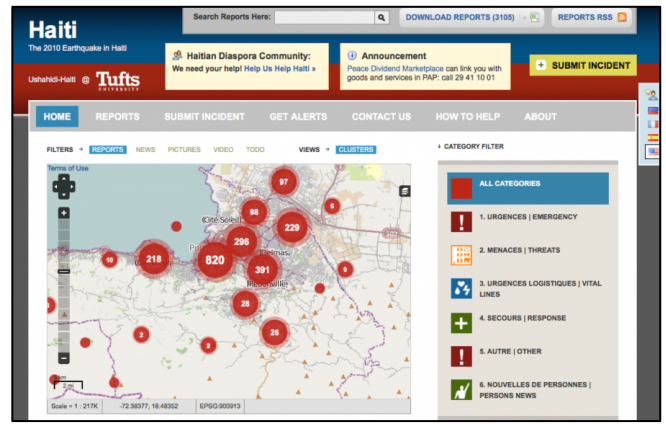 Haiti
The 2010 Earthquake in Haiti
Ushahidi-Haiti @ Tufts
UNIVERSITY
Search Reports Here:
DOWNLOAD REPORTS (3105)
REPORTS RSS
Haitian Diaspora Community:
We need your help! Help Us Help Haiti »
Announcement
Peace Dividend Marketplace can link you with
goods and services in PAP: call 29 41 10 01
+ SUBMIT INCIDENT
HOME REPORTS SUBMIT INCIDENT GET ALERTS CONTACT US HOW TO HELP ABOUT
FILTERS → REPORTS NEWS PICTURES VIDEO TODO VIEWS → CLUSTERS
Terms of Use
97
5
98
Cité Soleil
229
296
10
218
820
Delmas
391
9
28
26
2
2
2 mi
Scale = 1 : 217K
-72.38377, 18.48352
EPSG:900913
↓ CATEGORY FILTER
ALL CATEGORIES
1. URGENCES | EMERGENCY
2. MENACES | THREATS
3. URGENCES LOGISTIQUES | VITAL
LINES
4. SECOURS | RESPONSE
5. AUTRE | OTHER
6. NOUVELLES DE PERSONNES |
PERSONS NEWS